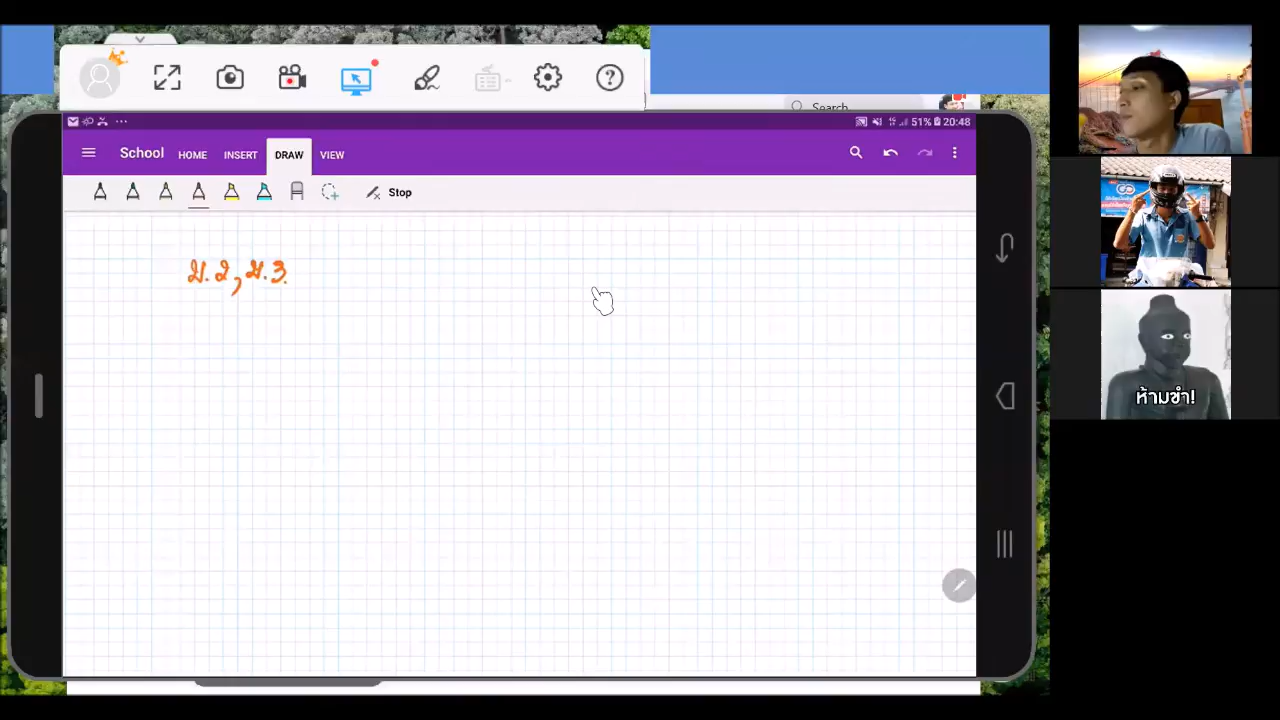 Search
51% 20:48
School HOME INSERT DRAW VIEW
Stop
ม.2, ม.3
ห้ามขำ!